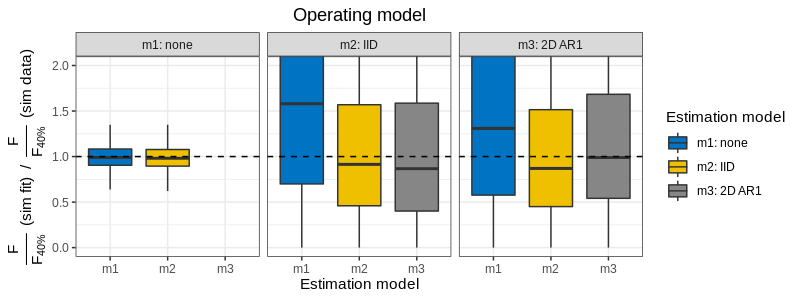 Operating model
m1: none
m2: IID
m3: 2D AR1
F/F40% (sim fit) / F/F40% (sim data)
2.0
1.5
1.0
0.5
0.0
m1 m2 m3
m1 m2 m3
m1 m2 m3
Estimation model
Estimation model
m1: none
m2: IID
m3: 2D AR1